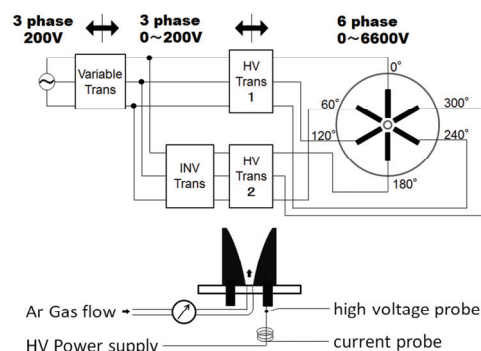 3 phase
200V
3 phase
0～200V
6 phase
0～6600V
Variable
Trans
HV
Trans
1
INV
Trans
HV
Trans
2
0°
60°
300°
120°
240°
180°
Ar Gas flow
high voltage probe
HV Power supply
current probe